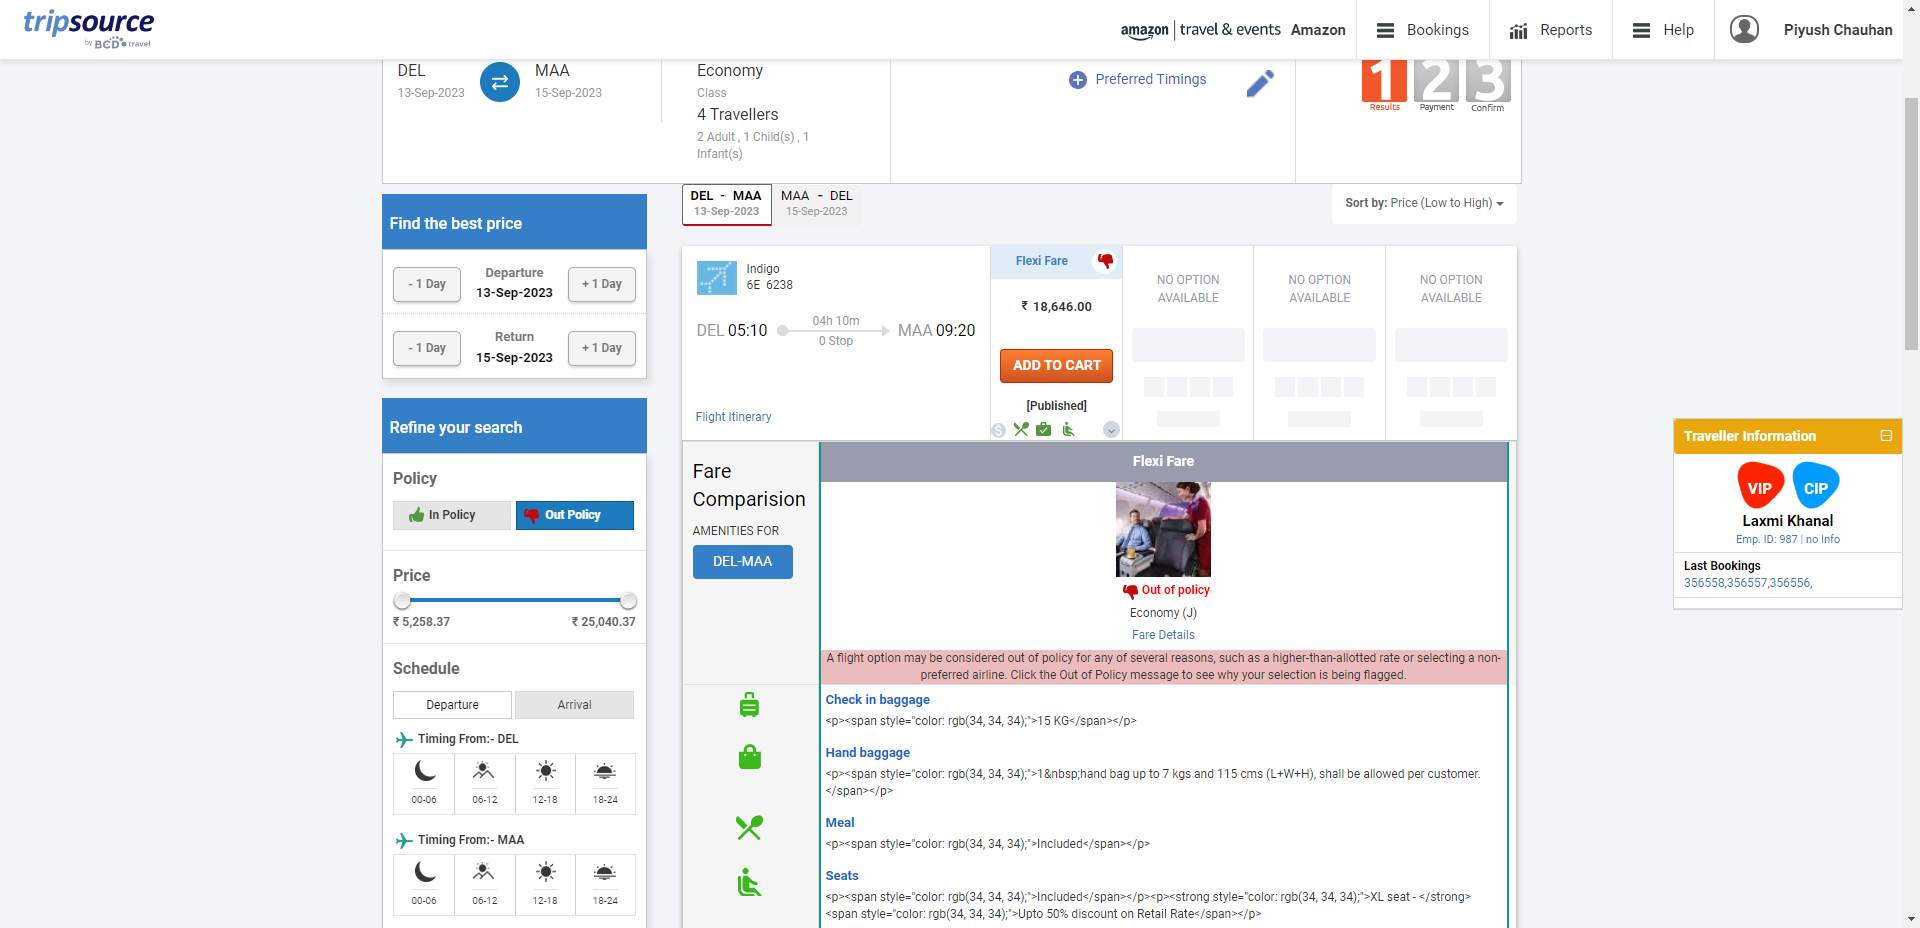 tripsource
by BCD travel
amazon | travel & events Amazon
Bookings
Reports
Help
Piyush Chauhan
DEL
13-Sep-2023
MAA
15-Sep-2023
Economy
Class
4 Travellers
2 Adult , 1 Child(s) , 1
Infant(s)
Preferred Timings
1 2 3
Results Payment Confirm
Find the best price
- 1 Day
Departure
13-Sep-2023
+ 1 Day
- 1 Day
Return
15-Sep-2023
+ 1 Day
Refine your search
Policy
In Policy
Out Policy
Price
₹ 5,258.37
₹ 25,040.37
Schedule
Departure
Arrival
Timing From:- DEL
00-06
06-12
12-18
18-24
Timing From:- MAA
00-06
06-12
12-18
18-24
DEL - MAA
13-Sep-2023
MAA - DEL
15-Sep-2023
Sort by: Price (Low to High)
Indigo
6E 6238
DEL 05:10
04h 10m
0 Stop
MAA 09:20
Flight Itinerary
Flexi Fare
₹ 18,646.00
ADD TO CART
[Published]
NO OPTION
AVAILABLE
NO OPTION
AVAILABLE
NO OPTION
AVAILABLE
Fare
Comparision
AMENITIES FOR
DEL-MAA
Flexi Fare
Out of policy
Economy (J)
Fare Details
A flight option may be considered out of policy for any of several reasons, such as a higher-than-allotted rate or selecting a non-
preferred airline. Click the Out of Policy message to see why your selection is being flagged.
Check in baggage
<p><span style="color: rgb(34, 34, 34);">15 KG</span></p>
Hand baggage
<p><span style="color: rgb(34, 34, 34);">1&nbsp;hand bag up to 7 kgs and 115 cms (L+W+H), shall be allowed per customer.
</span></p>
Meal
<p><span style="color: rgb(34, 34, 34);">Included</span></p>
Seats
<p><span style="color: rgb(34, 34, 34);">Included</span></p><p><strong style="color: rgb(34, 34, 34);">XL seat - </strong>
<span style="color: rgb(34, 34, 34);">Upto 50% discount on Retail Rate</span></p>
Traveller Information
VIP
CIP
Laxmi Khanal
Emp. ID: 987 | no Info
Last Bookings
356558,356557,356556,